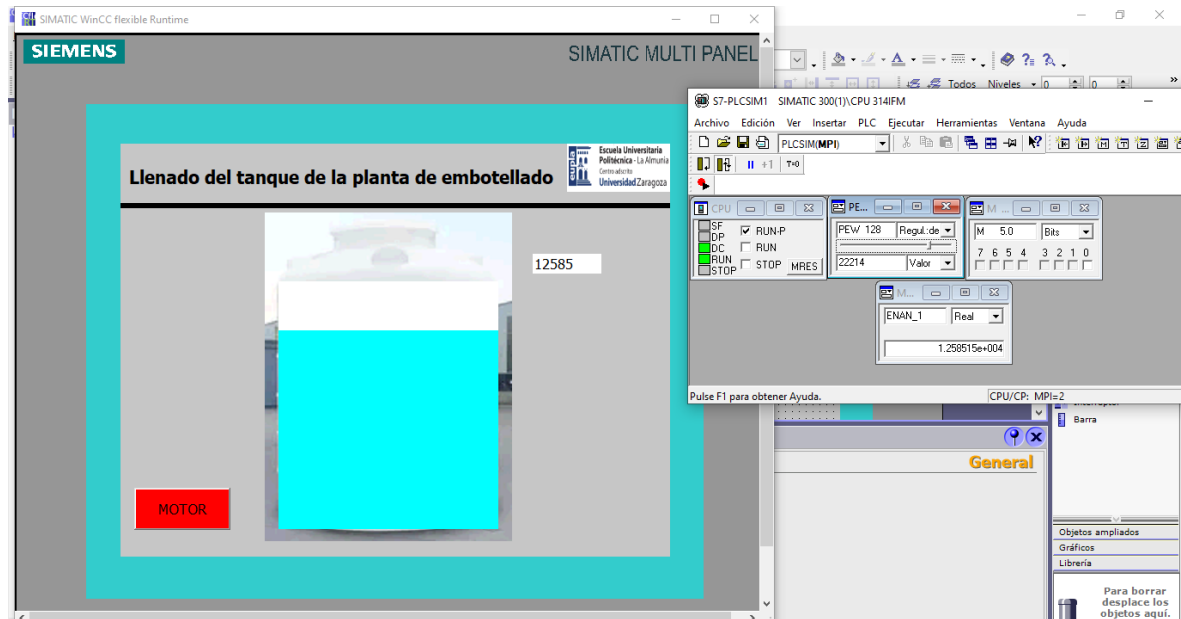 SIMATIC WinCC flexible Runtime
SIEMENS
SIMATIC MULTI PANEL
Llenado del tanque de la planta de embotellado
eupla
Escuela Universitaria
Politécnica - La Almunia
Centro adscrito
Universidad Zaragoza
12585
MOTOR
Todos Niveles 0 0
S7-PLCSIM1 SIMATIC 300(1)\CPU 314IFM
Archivo Edición Ver Insertar PLC Ejecutar Herramientas Ventana Ayuda
PLCSIM(MPI)
+1 T=0
CPU
SF
DP
DC
RUN
STOP
RUN-P
RUN
STOP MRES
PE...
PEW 128 Regul.:de
22214 Valor
M ...
M 5.0 Bits
7 6 5 4 3 2 1 0
M...
ENAN_1 Real
1.258515e+004
Pulse F1 para obtener Ayuda.
CPU/CP: MPI=2
Barra
General
Objetos ampliados
Gráficos
Librería
Para borrar
desplace los
objetos aquí.